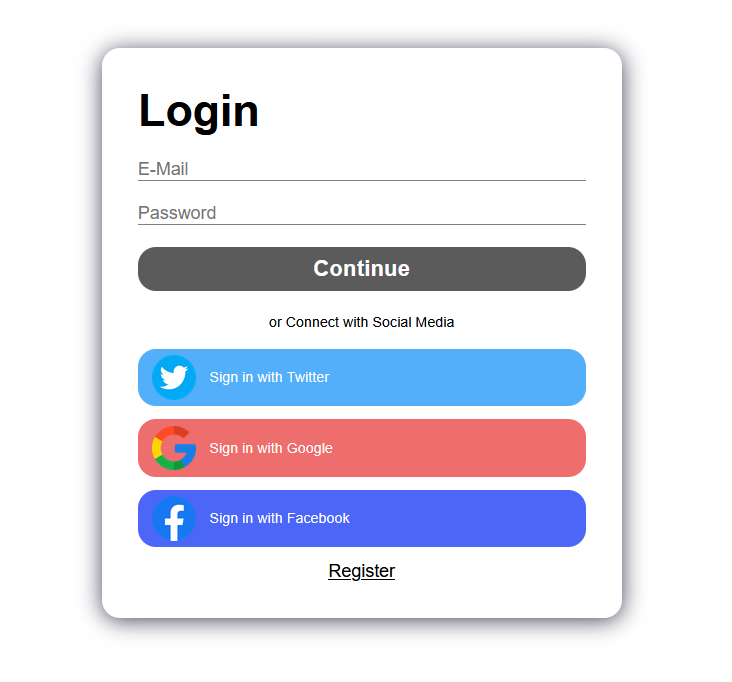 Login
E-Mail
Password
Continue
or Connect with Social Media
Sign in with Twitter
Sign in with Google
Sign in with Facebook
Register